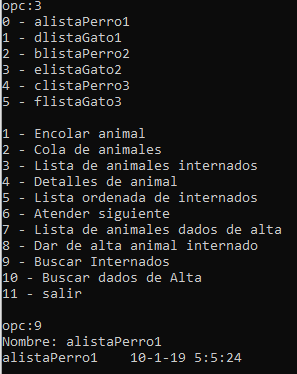 opc:3
0 - alistaPerro1
1 - dlistaGato1
2 - blistaPerro2
3 - elistaGato2
4 - clistaPerro3
5 - flistaGato3
1 - Encolar animal
2 - Cola de animales
3 - Lista de animales internados
4 - Detalles de animal
5 - Lista ordenada de internados
6 - Atender siguiente
7 - Lista de animales dados de alta
8 - Dar de alta animal internado
9 - Buscar Internados
10 - Buscar dados de Alta
11 - salir
opc:9
Nombre: alistaPerro1
alistaPerro1    10-1-19 5:5:24